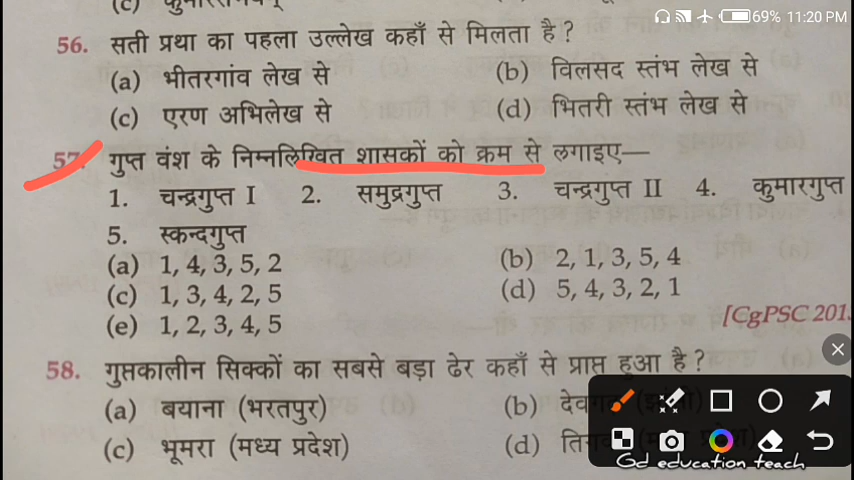 (c) कुमारसम्भवम्
69% 11:20 PM
56. सती प्रथा का पहला उल्लेख कहाँ से मिलता है ?
(a) भीतरगांव लेख से (b) विलसद स्तंभ लेख से
(c) एरण अभिलेख से (d) भितरी स्तंभ लेख से
57. गुप्त वंश के निम्नलिखित शासकों को क्रम से लगाइए—
1. चन्द्रगुप्त I 2. समुद्रगुप्त 3. चन्द्रगुप्त II 4. कुमारगुप्त
5. स्कन्दगुप्त
(a) 1, 4, 3, 5, 2 (b) 2, 1, 3, 5, 4
(c) 1, 3, 4, 2, 5 (d) 5, 4, 3, 2, 1
(e) 1, 2, 3, 4, 5 [CgPSC 201
58. गुप्तकालीन सिक्कों का सबसे बड़ा ढेर कहाँ से प्राप्त हुआ है ?
(a) बयाना (भरतपुर) (b)
(c) भूमरा (मध्य प्रदेश) (d)
Gd education teach